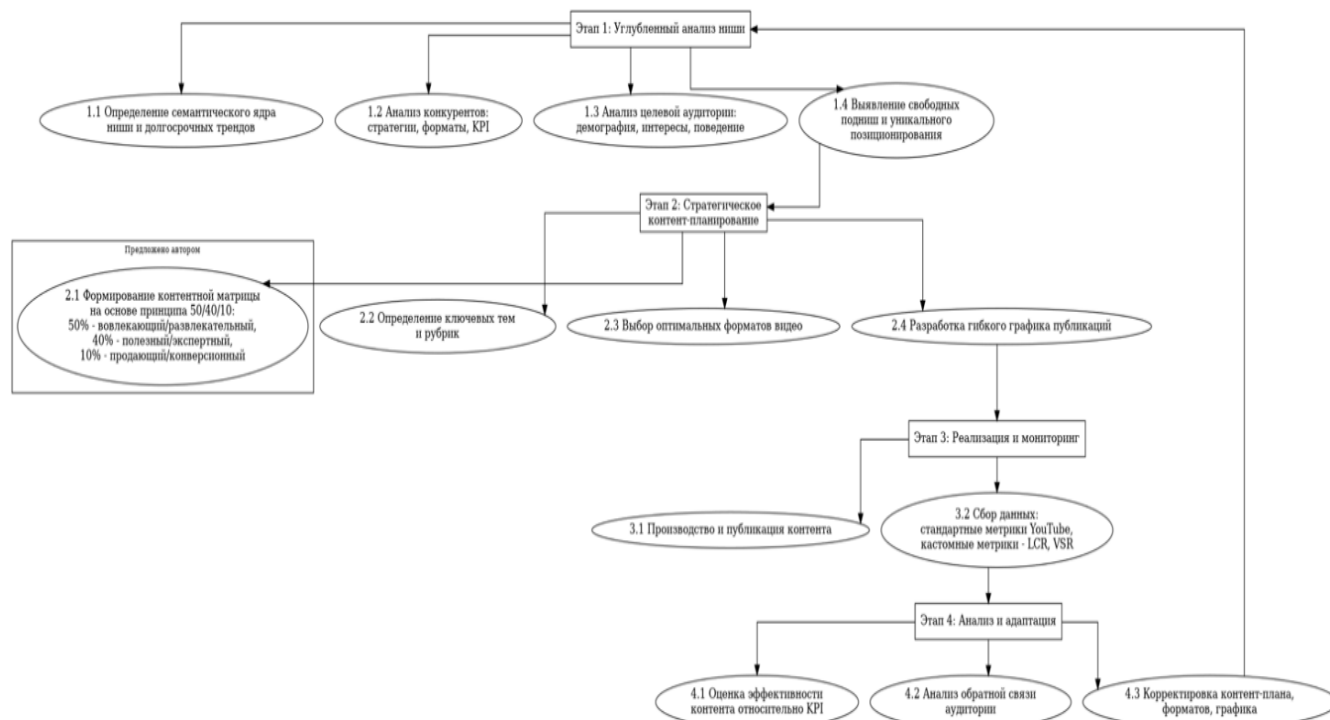 Этап 1: Углубленный анализ ниши
1.1 Определение семантического ядра
ниши и долгосрочных трендов
1.2 Анализ конкурентов:
стратегии, форматы, KPI
1.3 Анализ целевой аудитории:
демография, интересы, поведение
1.4 Выявление свободных
подниш и уникального
позиционирования
Этап 2: Стратегическое
контент-планирование
Предложено автором
2.1 Формирование контентной матрицы
на основе принципа 50/40/10:
50% - вовлекающий/развлекательный,
40% - полезный/экспертный,
10% - продающий/конверсионный
2.2 Определение ключевых тем
и рубрик
2.3 Выбор оптимальных форматов видео
2.4 Разработка гибкого графика публикаций
Этап 3: Реализация и мониторинг
3.1 Производство и публикация контента
3.2 Сбор данных:
стандартные метрики YouTube,
кастомные метрики - LCR, VSR
Этап 4: Анализ и адаптация
4.1 Оценка эффективности
контента относительно KPI
4.2 Анализ обратной связи
аудитории
4.3 Корректировка контент-плана,
форматов, графика